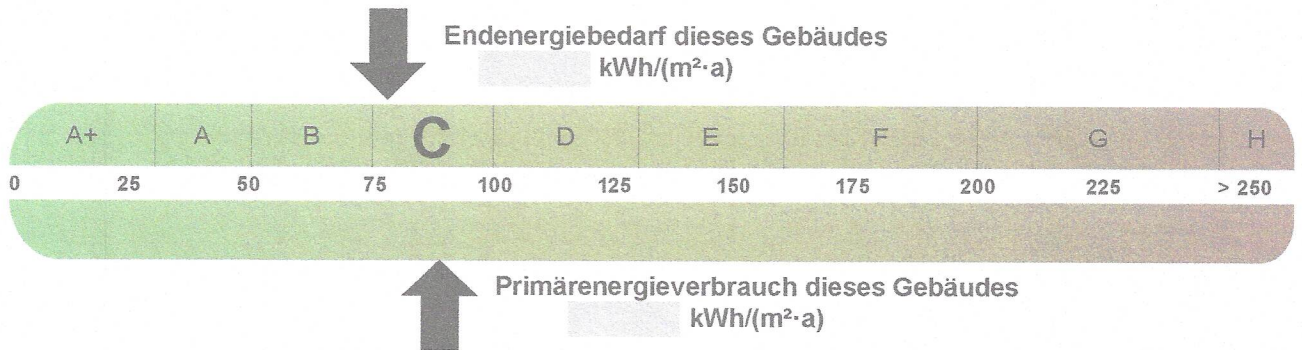 Endenergiebedarf dieses Gebäudes
kWh/(m²·a)
A+ A B C D E F G H
0 25 50 75 100 125 150 175 200 225 > 250
Primärenergieverbrauch dieses Gebäudes
kWh/(m²·a)